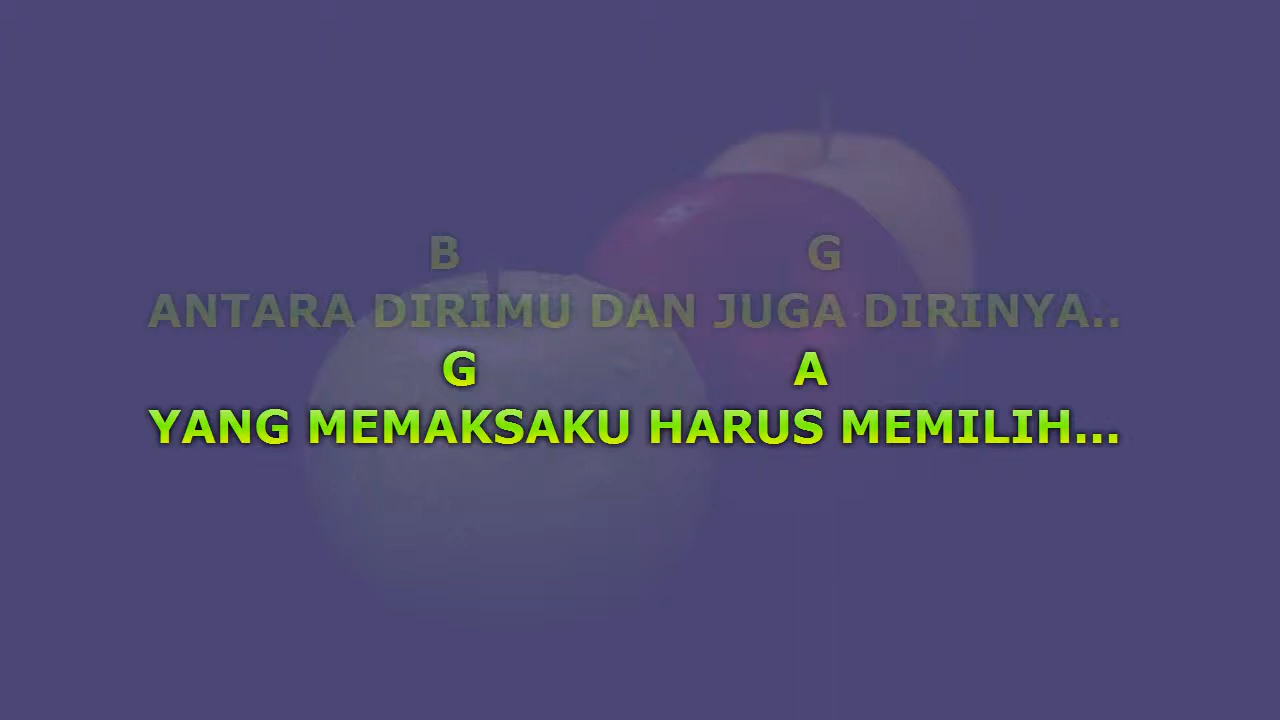 B G
ANTARA DIRIMU DAN JUGA DIRINYA..
G A
YANG MEMAKSAKU HARUS MEMILIH...